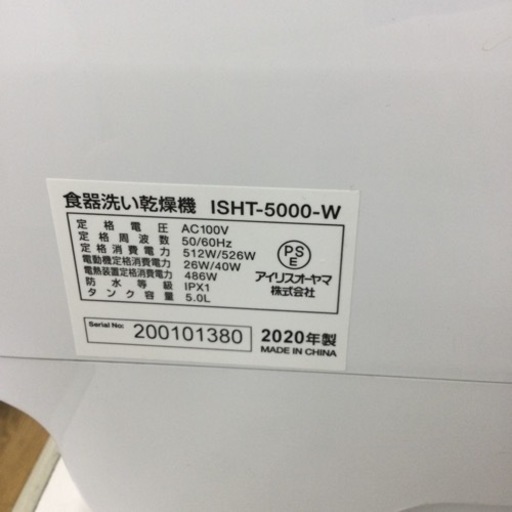 食器洗い乾燥機 ISHT-5000-W
定格電圧 AC100V
定格周波数 50/60Hz
定格消費電力 512W/526W
電動機定格消費電力 26W/40W
電熱装置定格消費電力 486W
防水等級 IPX1
タンク容量 5.0L
PS
E
アイリスオーヤマ
株式会社
Serial No: 200101380
2020年製
MADE IN CHINA